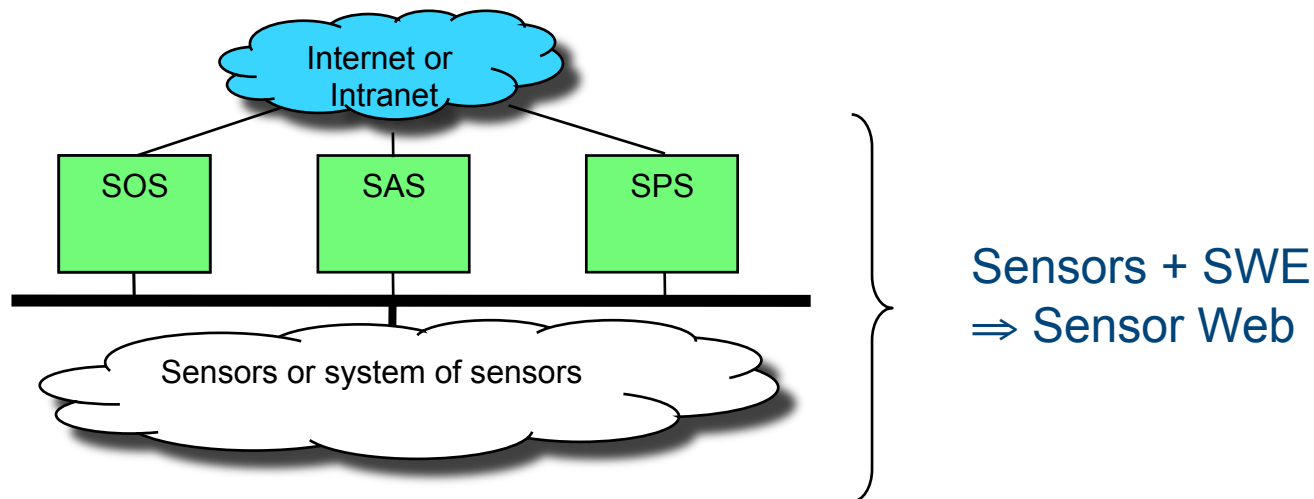 Internet or
Intranet
SOS
SAS
SPS
Sensors or system of sensors
Sensors + SWE
⇒ Sensor Web